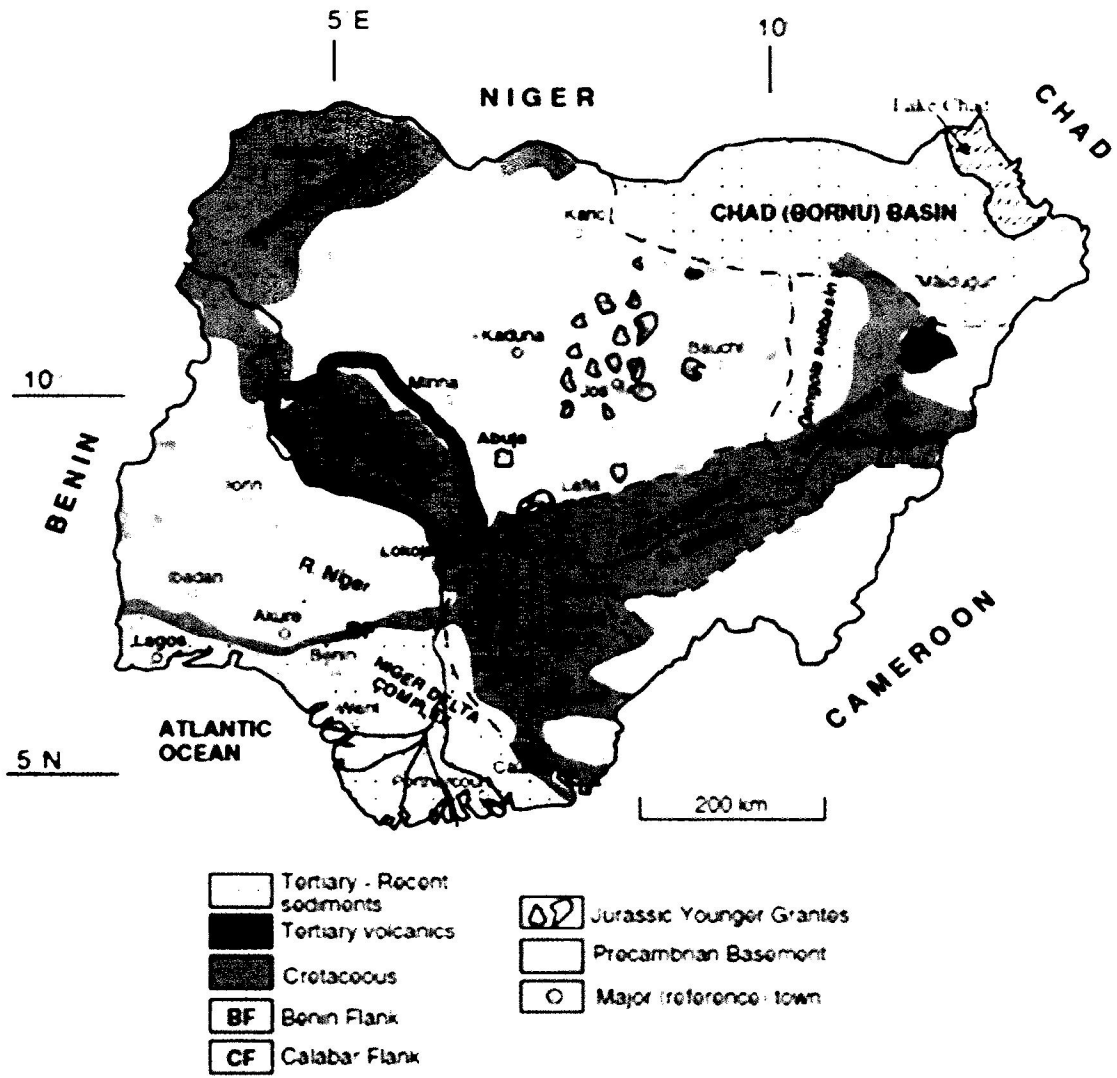 5 E
10
NIGER
CHAD
Lake Chad
CHAD (BORNU) BASIN
Kaduna
Bauchi
10
Minna
Jos
Abuja
BENIN
Lafia
Lokoja
R. Niger
Ibadan
Akure
BF
Lagos
Benin
NIGER DELTA
COMPLEX
Warri
CAMEROON
ATLANTIC
OCEAN
5 N
200 km
Tertiary - Recent
sediments
Tertiary volcanics
Cretaceous
BF Benin Flank
CF Calabar Flank
Jurassic Younger Grantes
Precambrian Basement
Major (reference) town